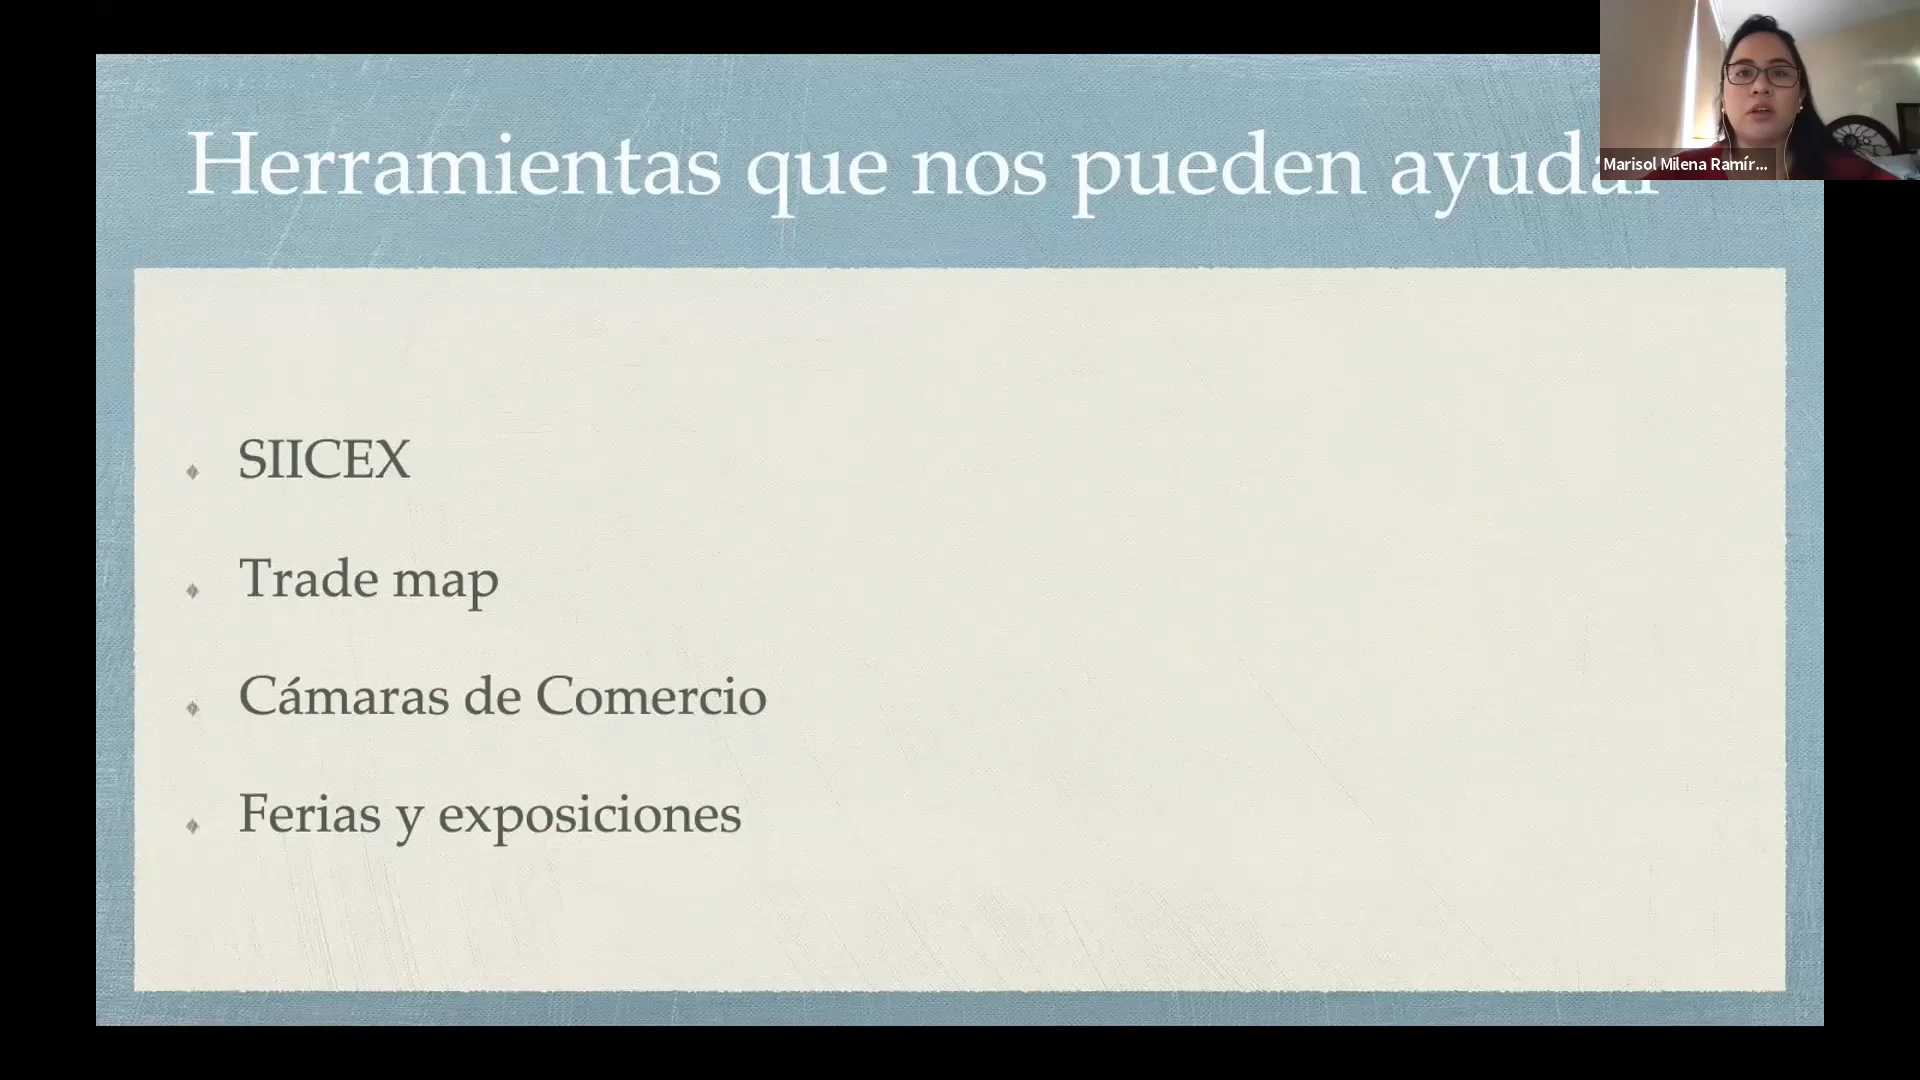 Herramientas que nos pueden ayudar
Marisol Milena Ramír...
SIICEX
Trade map
Cámaras de Comercio
Ferias y exposiciones